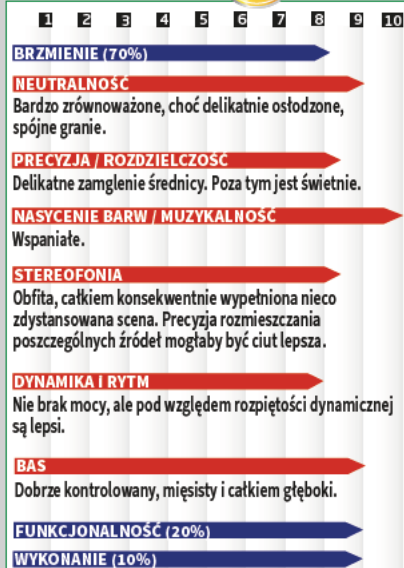 1 2 3 4 5 6 7 8 9 10
BRZMIENIE (70%)
NEUTRALNOŚĆ
Bardzo zrównoważone, choć delikatnie osłodzone,
spójne granie.
PRECYZJA / ROZDZIELCZOŚĆ
Delikatne zamglenie średnicy. Poza tym jest świetnie.
NASYCENIE BARW / MUZYKALNOŚĆ
Wspaniałe.
STEREOFONIA
Obfita, całkiem konsekwentnie wypełniona nieco
zdystansowana scena. Precyzja rozmieszczania
poszczególnych źródeł mogłaby być ciut lepsza.
DYNAMIKA I RYTM
Nie brak mocy, ale pod względem rozpiętości dynamicznej
są lepsi.
BAS
Dobrze kontrolowany, mięsisty i całkiem głęboki.
FUNKCJONALNOŚĆ (20%)
WYKONANIE (10%)